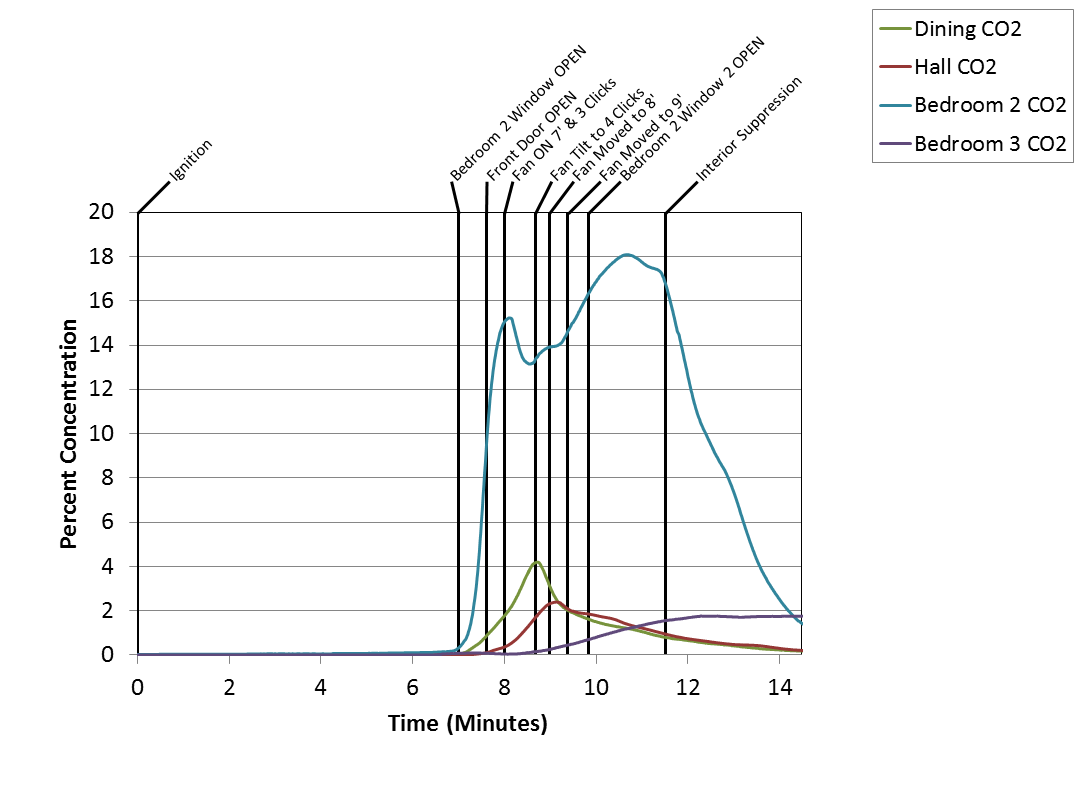 Dining CO2
Hall CO2
Bedroom 2 CO2
Bedroom 3 CO2
Ignition
Bedroom 2 Window OPEN
Front Door OPEN
Fan ON 7' & 3 Clicks
Fan Tilt to 4 Clicks
Fan Moved to 8'
Fan Moved to 9'
Bedroom 2 Window 2 OPEN
Interior Suppression
Percent Concentration
20
18
16
14
12
10
8
6
4
2
0
0 2 4 6 8 10 12 14
Time (Minutes)